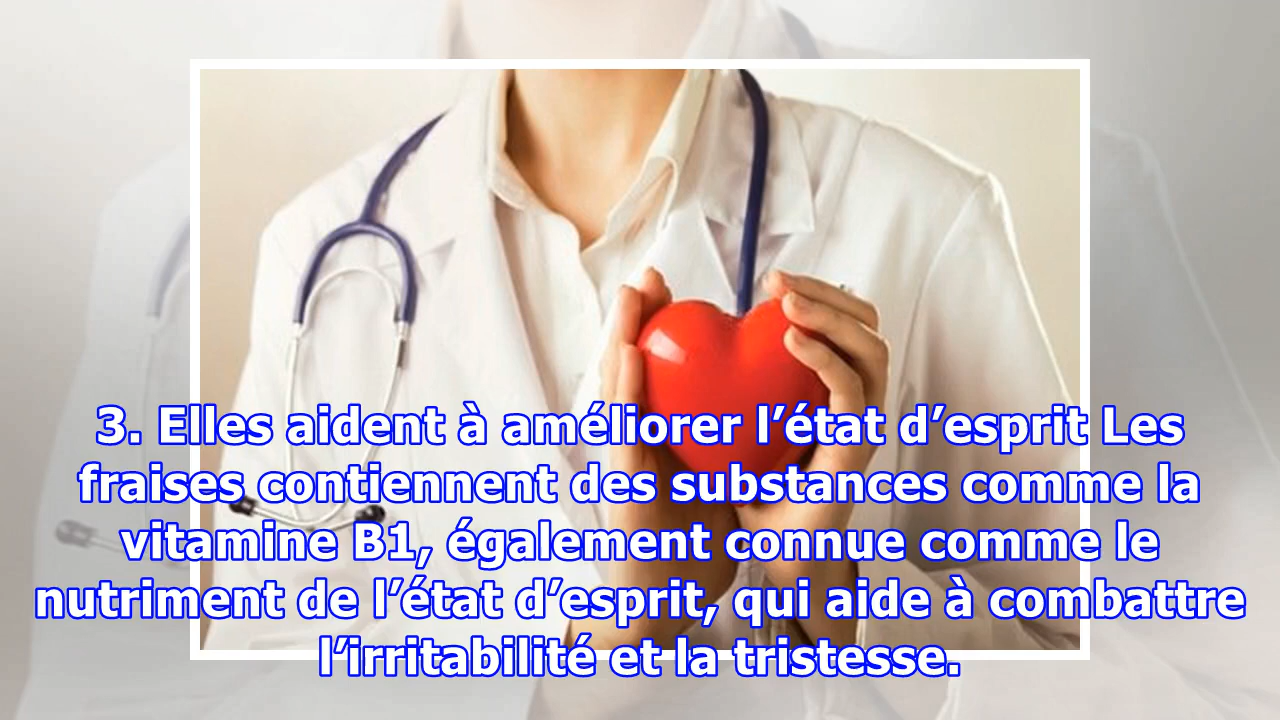 3. Elles aident à améliorer l’état d’esprit Les
fraises contiennent des substances comme la
vitamine B1, également connue comme le
nutriment de l’état d’esprit, qui aide à combattre
l’irritabilité et la tristesse.